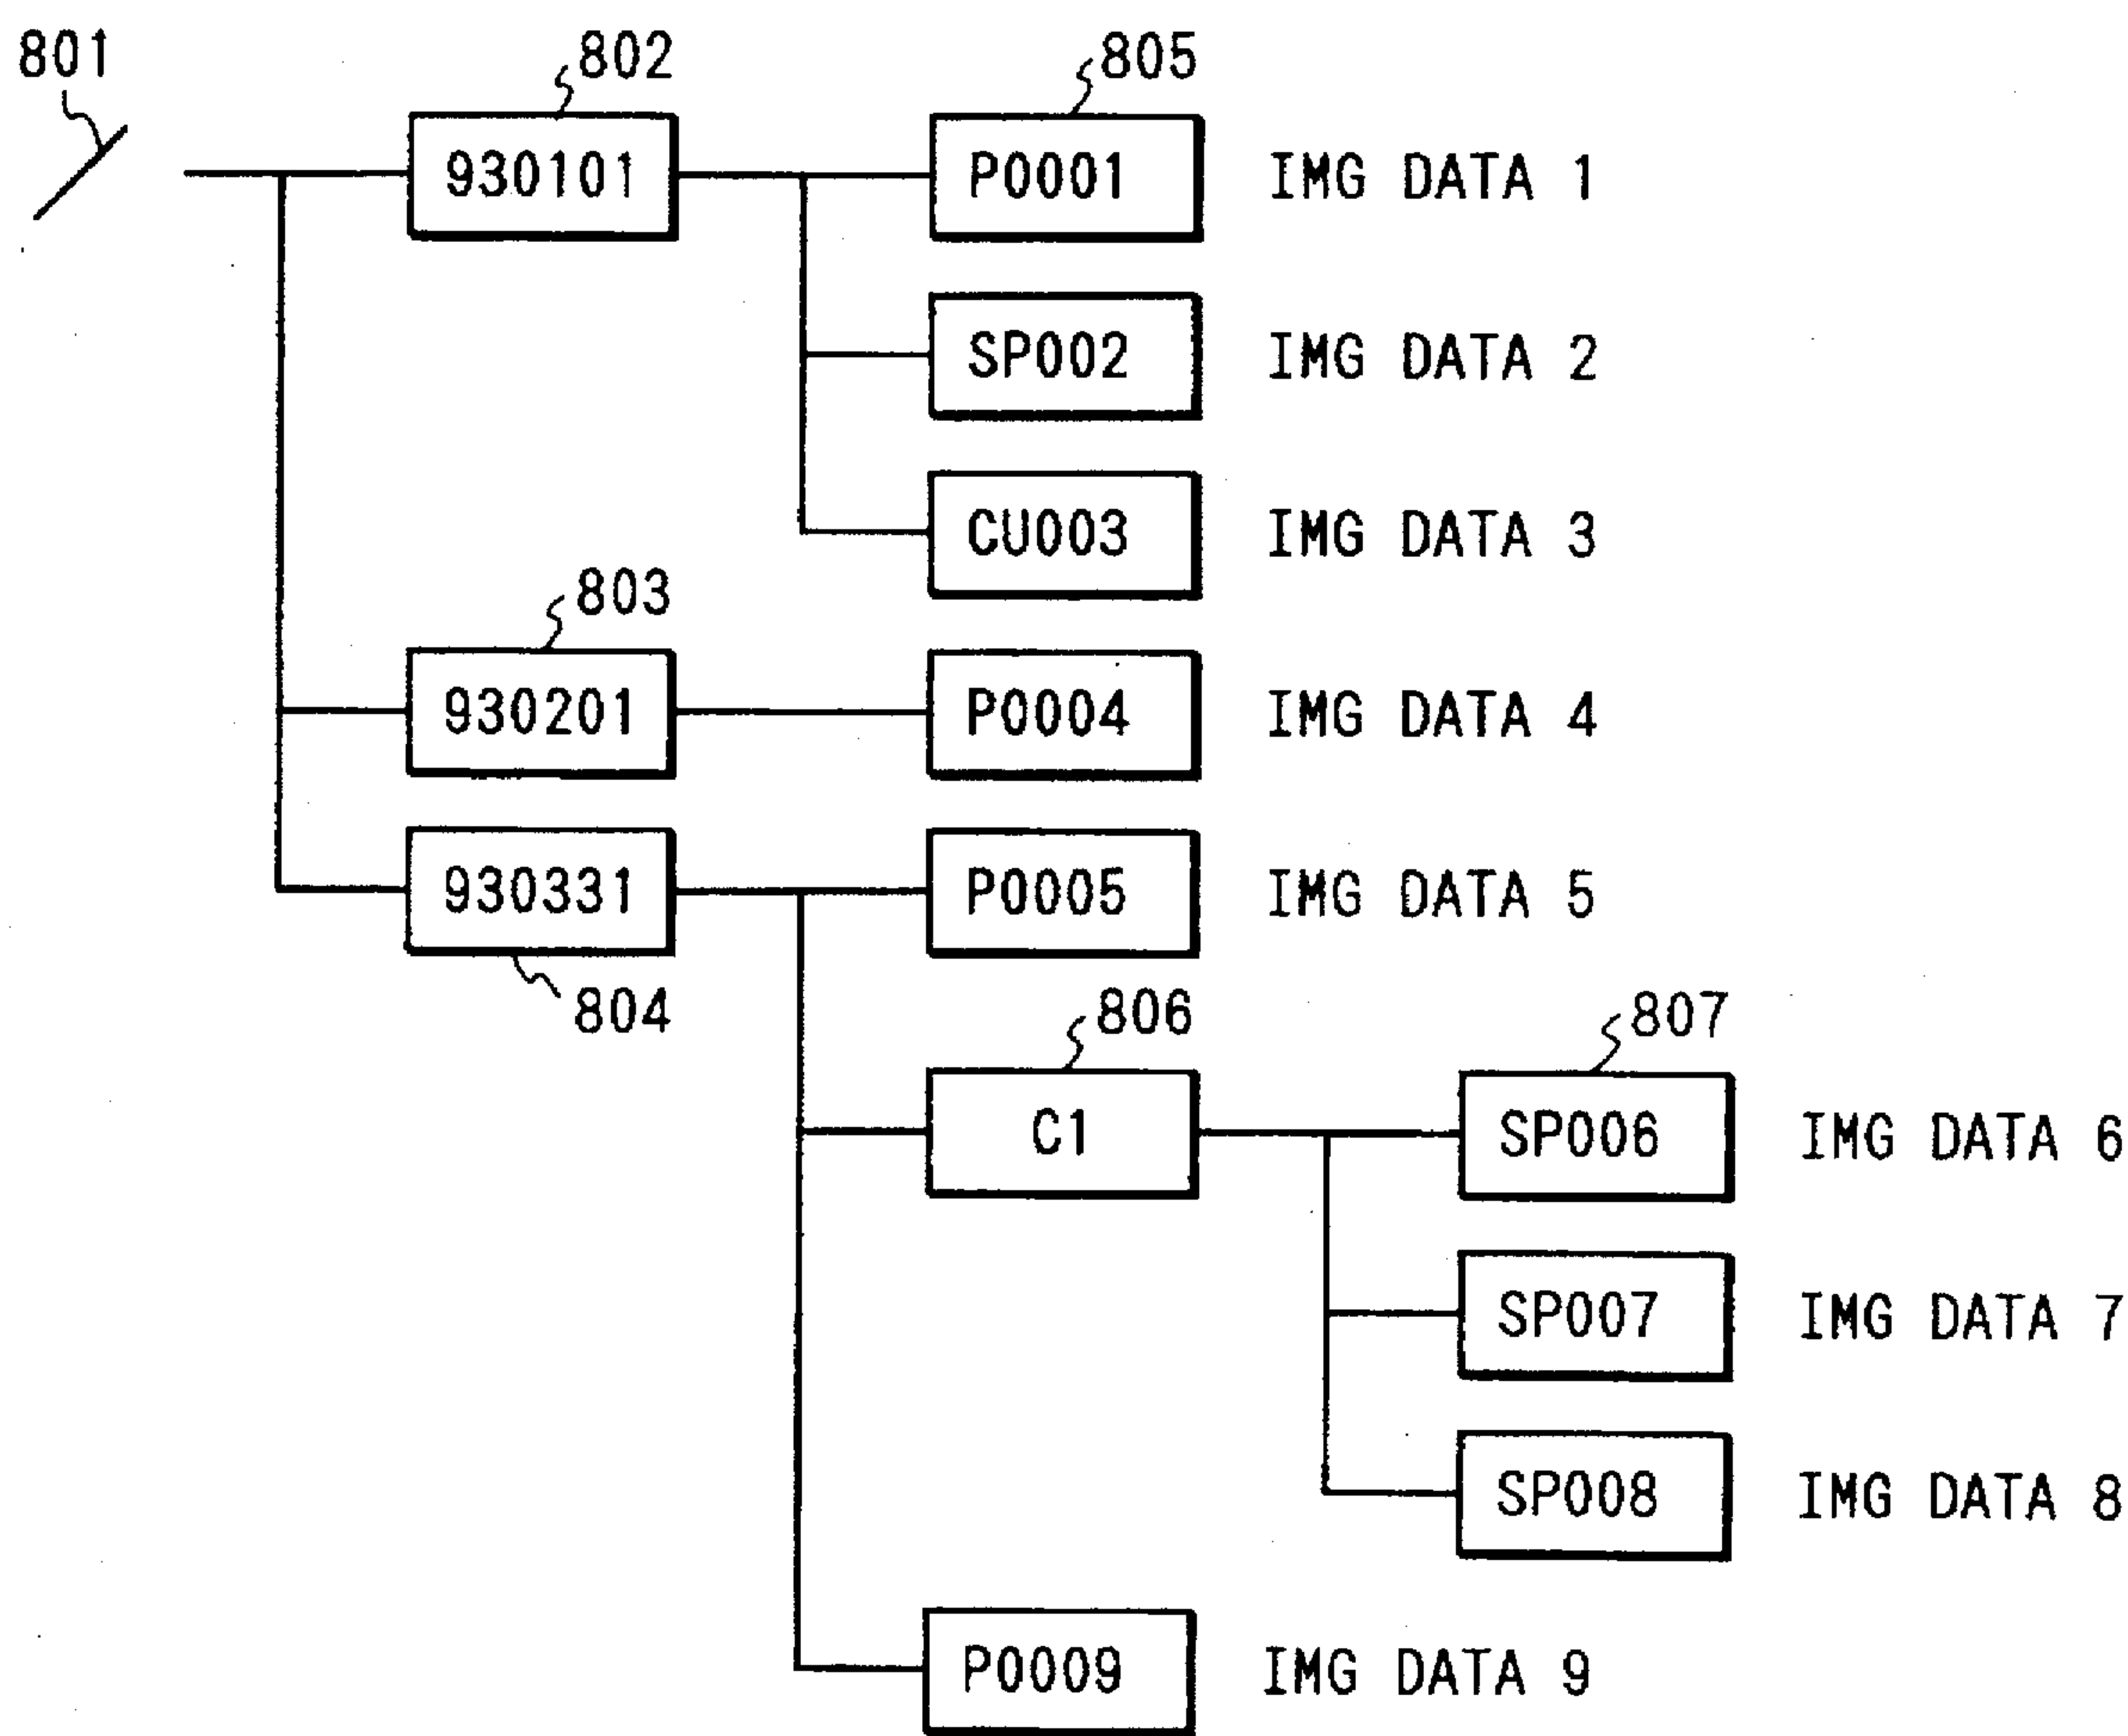 801
802
805
930101
P0001
IMG DATA 1
SP002
IMG DATA 2
CU003
IMG DATA 3
803
930201
P0004
IMG DATA 4
930331
P0005
IMG DATA 5
804
806
807
C1
SP006
IMG DATA 6
SP007
IMG DATA 7
SP008
IMG DATA 8
P0009
IMG DATA 9